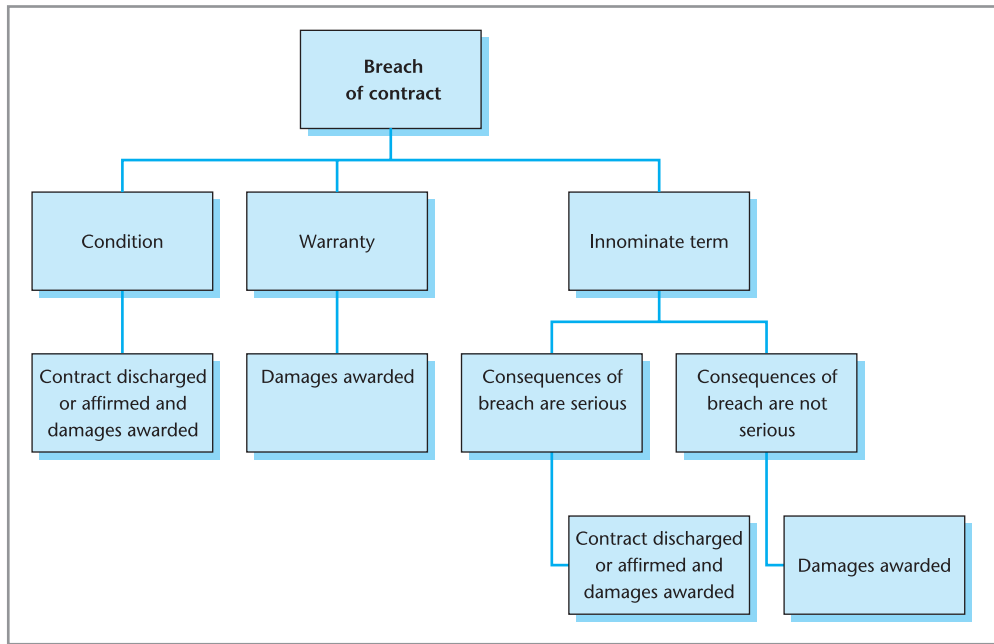 Breach
of contract
Condition
Warranty
Innominate term
Contract discharged
or affirmed and
damages awarded
Damages awarded
Consequences of
breach are serious
Consequences of
breach are not
serious
Contract discharged
or affirmed and
damages awarded
Damages awarded